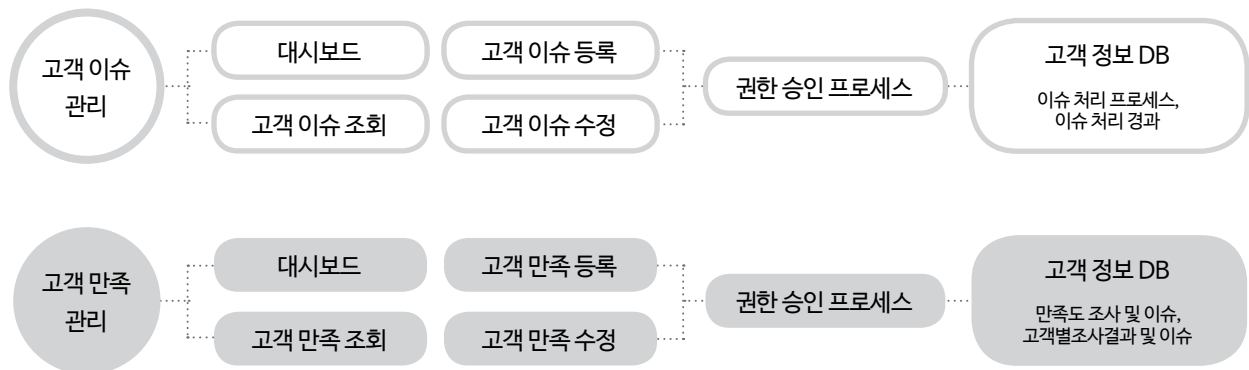 고객 이슈
관리
대시보드
고객 이슈 등록
고객 이슈 조회
고객 이슈 수정
권한 승인 프로세스
고객 정보 DB
이슈 처리 프로세스,
이슈 처리 경과
고객 만족
관리
대시보드
고객 만족 등록
고객 만족 조회
고객 만족 수정
권한 승인 프로세스
고객 정보 DB
만족도 조사 및 이슈,
고객별조사결과 및 이슈